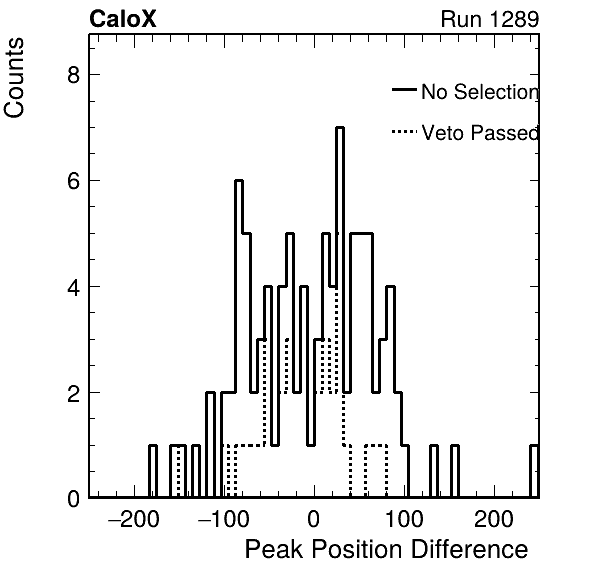 CaloX Run 1289
Counts
8
No Selection
Veto Passed
6
4
2
0
−200 −100 0 100 200
Peak Position Difference